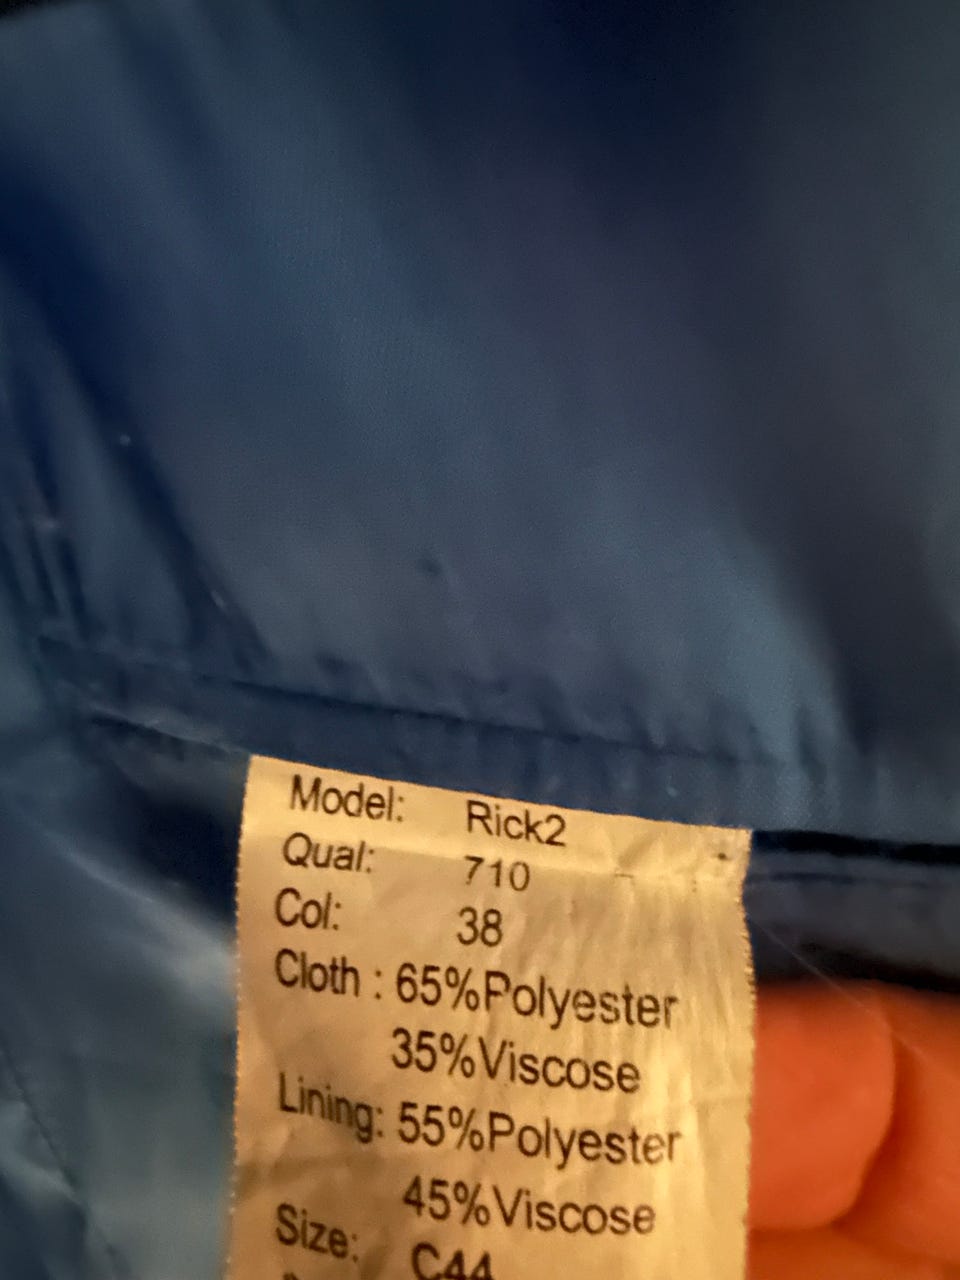 Model: Rick2
Qual: 710
Col: 38
Cloth : 65%Polyester
35%Viscose
Lining: 55%Polyester
45%Viscose
Size: C44